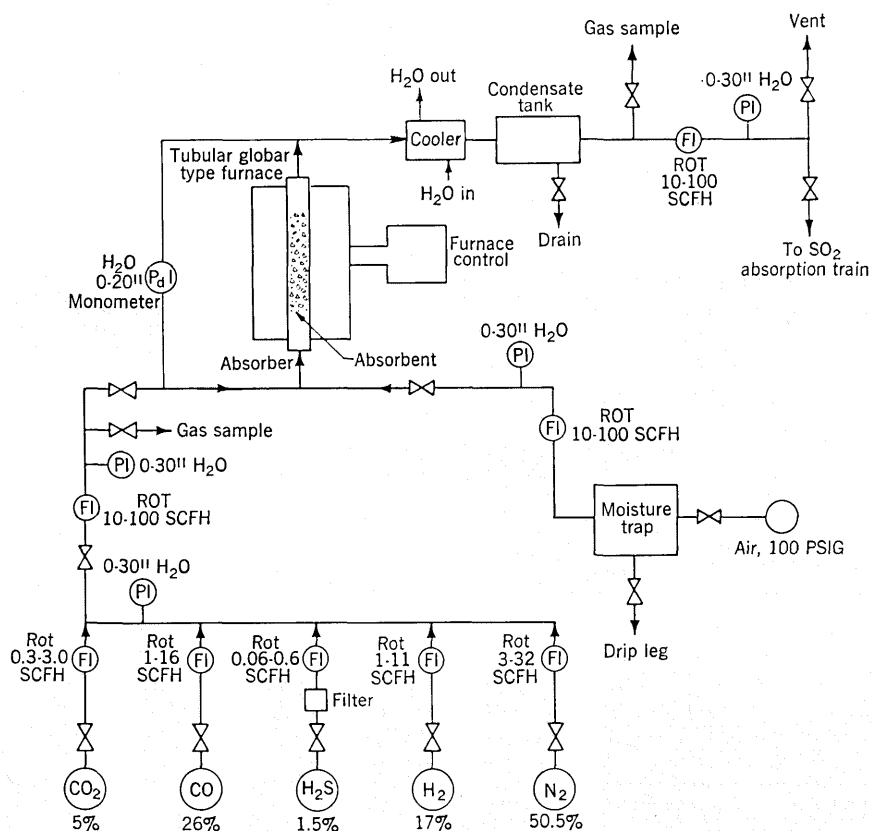 Gas sample
Vent
H2O out
Condensate
tank
·0-30" H2O
PI
Cooler
FI
Tubular globar
type furnace
H2O in
ROT
10-100
SCFH
Drain
Furnace
control
To SO2
absorption train
H2O
0-20"
Monometer
PdI
0-30" H2O
PI
Absorber
Absorbent
Gas sample
ROT
10-100 SCFH
FI
PI 0-30" H2O
FI
ROT
10-100 SCFH
Moisture
trap
Air, 100 PSIG
0-30" H2O
PI
Drip leg
Rot
0.3-3.0
SCFH
FI
Rot
1-16
SCFH
FI
Rot
0.06-0.6
SCFH
FI
Rot
1-11
SCFH
FI
Rot
3-32
SCFH
FI
Filter
CO2
CO
H2S
H2
N2
5%
26%
1.5%
17%
50.5%